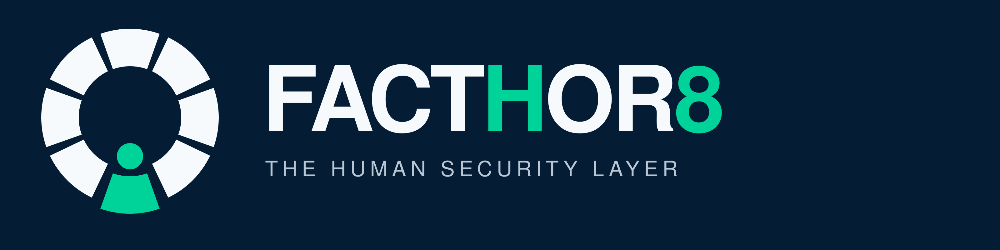 FACTHOR8
THE HUMAN SECURITY LAYER